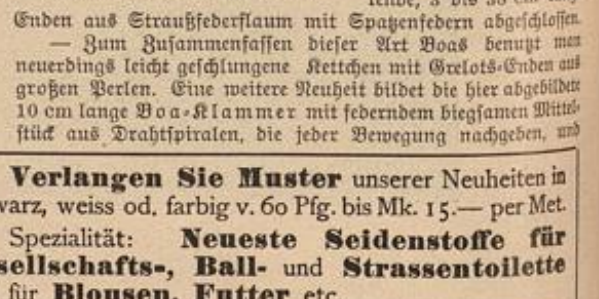 bis 38 cm lang
Enden aus Straußfederflaum mit Spatzenfedern abgeschlossen.
— Zum Zusammenfassen dieser Art Boas benutzt man
neuerdings leicht geschlungene Kettchen mit Grelots-Enden aus
großen Perlen. Eine weitere Neuheit bildet die hier abgebildete
10 cm lange Boa-Klammer mit federndem biegsamen Mittel-
stück aus Drahtspiralen, die jeder Bewegung nachgeben, und
Verlangen Sie Muster unserer Neuheiten in
warz, weiss od. farbig v. 60 Pfg. bis Mk. 15.— per Met.
Spezialität: Neueste Seidenstoffe für
sellschafts-, Ball- und Strassentoilette
für Blousen, Futter etc.